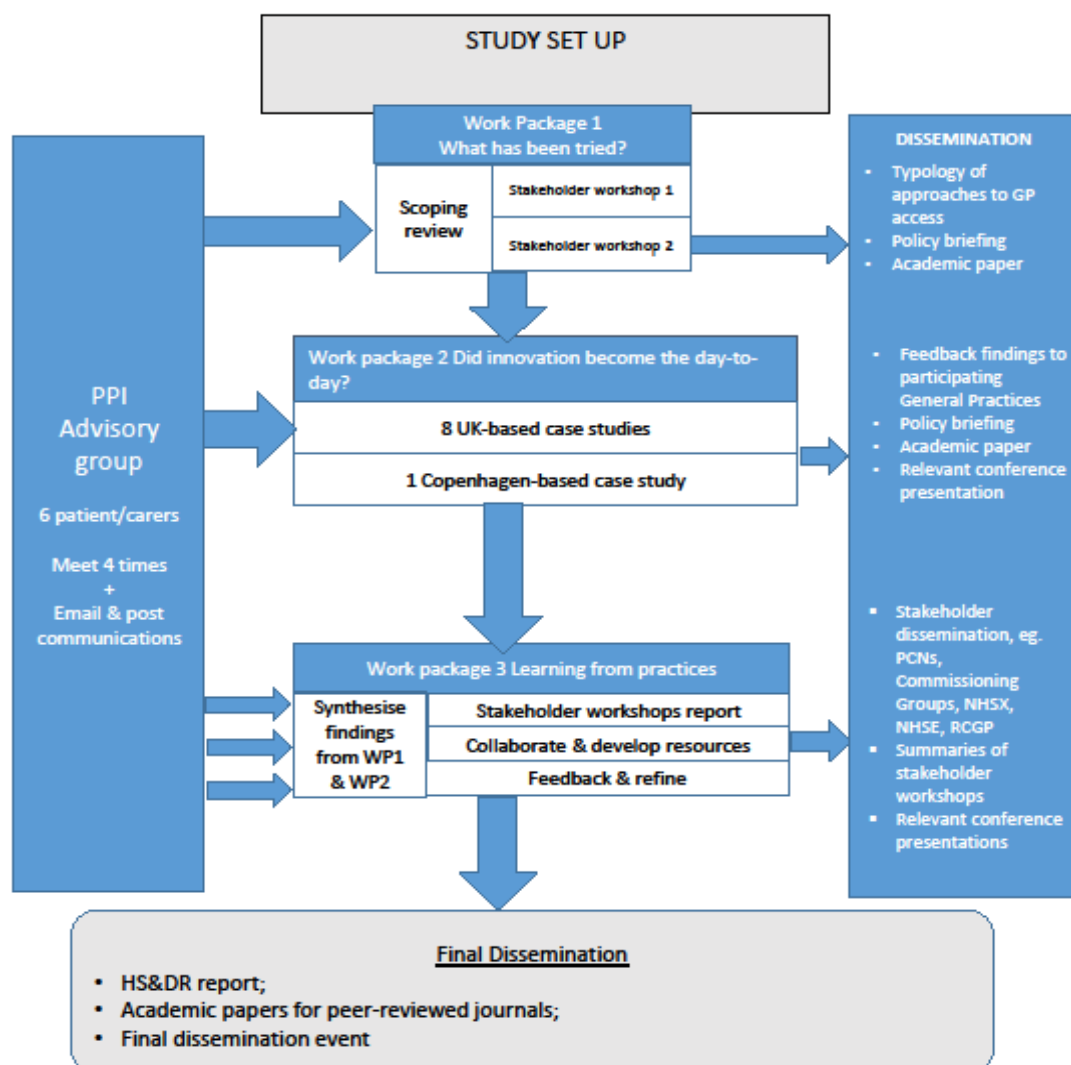 STUDY SET UP
Work Package 1
What has been tried?
Scoping
review
Stakeholder workshop 1
Stakeholder workshop 2
Work package 2 Did innovation become the day-to-
day?
8 UK-based case studies
1 Copenhagen-based case study
Work package 3 Learning from practices
Synthesise
findings
from WP1
& WP2
Stakeholder workshops report
Collaborate & develop resources
Feedback & refine
PPI
Advisory
group
6 patient/carers
Meet 4 times
+
Email & post
communications
DISSEMINATION
• Typology of
approaches to GP
access
• Policy briefing
• Academic paper
• Feedback findings to
participating
General Practices
• Policy briefing
• Academic paper
• Relevant conference
presentation
▪ Stakeholder
dissemination, eg.
PCNs,
Commissioning
Groups, NHSX,
NHSE, RCGP
▪ Summaries of
stakeholder
workshops
▪ Relevant conference
presentations
Final Dissemination
• HS&DR report;
• Academic papers for peer-reviewed journals;
• Final dissemination event